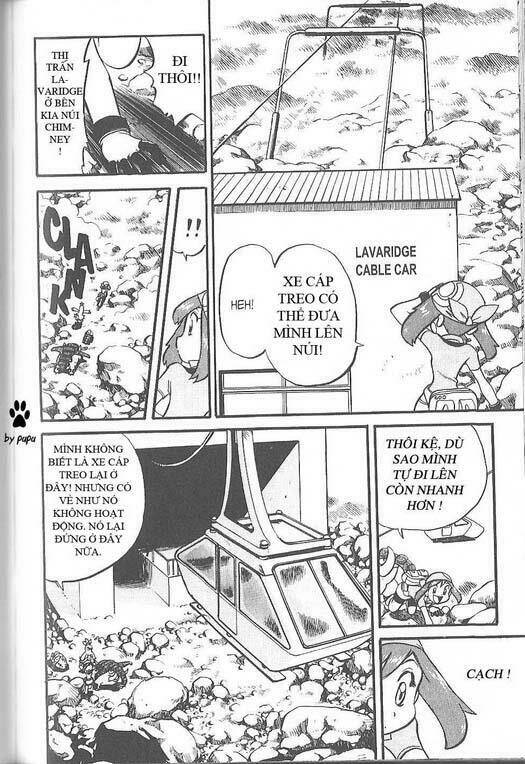 THỊ
TRẤN
LA-
VARIDGE
Ở BÊN
KIA NÚI
CHIM-
NEY
!
ĐI
THÔI!!
LAVARIDGE
CABLE CAR
XE CÁP
TREO CÓ
THỂ ĐƯA
MÌNH LÊN
NÚI!
HEH!
!!
CLANK
by papa
MÌNH KHÔNG
BIẾT LÀ XE CÁP
TREO LẠI Ở
ĐÂY! NHƯNG CÓ
VẺ NHƯ NÓ
KHÔNG HOẠT
ĐỘNG. NÓ LẠI
ĐỨNG Ở ĐÂY
NỮA.
THÔI KỆ, DÙ
SAO MÌNH
TỰ ĐI LÊN
CÒN NHANH
HƠN !
CẠCH !